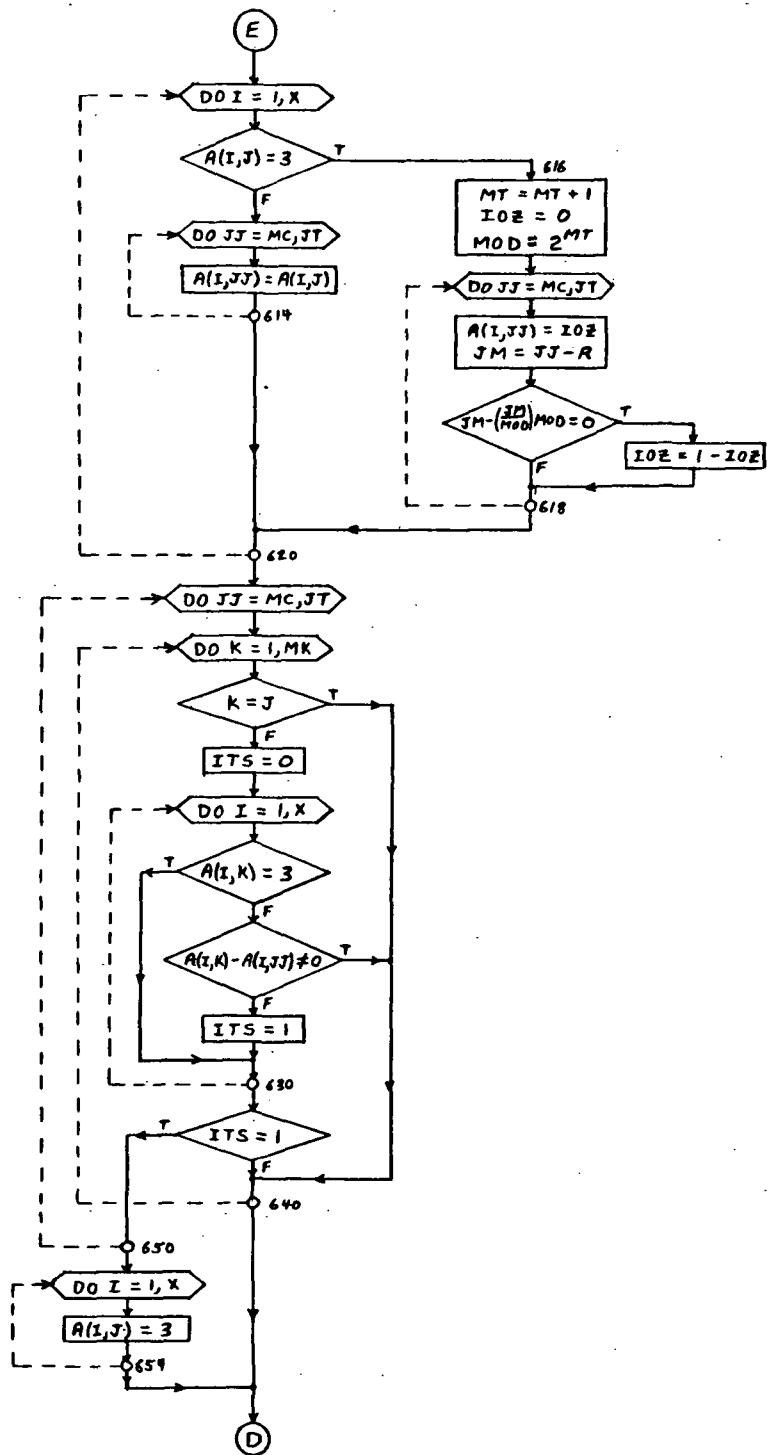 E
DO I = 1, X
A(I,J) = 3
T
F
616
MT = MT + 1
IOZ = 0
MOD = 2^MT
DO JJ = MC,JT
A(I,JJ) = A(I,J)
614
DO JJ = MC,JT
A(I,JJ) = IOZ
JM = JJ - R
JM - (JM/MOD) MOD = 0
T
F
IOZ = 1 - IOZ
618
620
DO JJ = MC,JT
DO K = 1, MK
K = J
T
F
ITS = 0
DO I = 1, X
A(I,K) = 3
T
F
A(I,K) - A(I,JJ) ≠ 0
T
F
ITS = 1
630
ITS = 1
T
F
640
650
DO I = 1, X
A(I,J) = 3
654
D